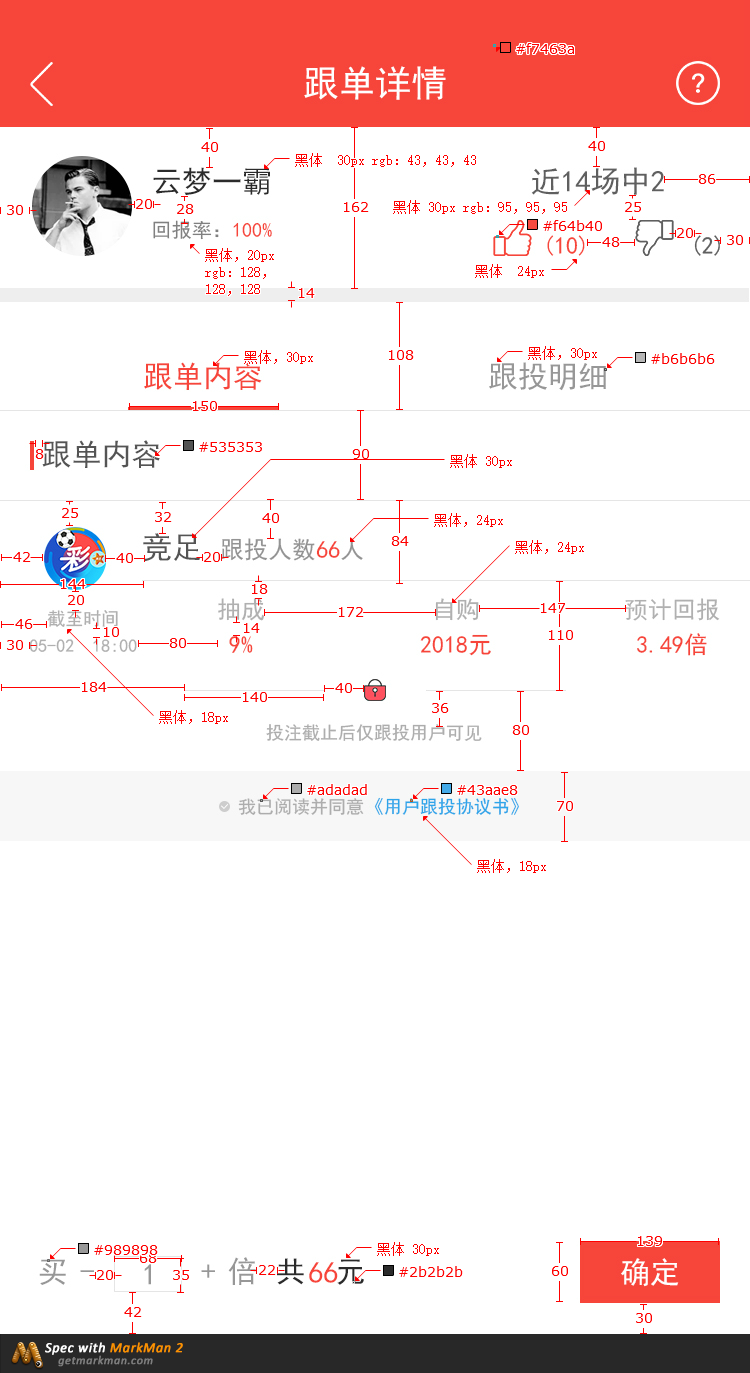 #f7463a
跟单详情
?
40
40
云梦一霸
黑体 30px rgb: 43, 43, 43
近14场中2
86
30
20
28
162
黑体 30px rgb: 95, 95, 95
25
回报率: 100%
#f64b40
(10)
48
20
(2)
30
黑体, 20px
rgb: 128,
128, 128
黑体 24px
14
108
黑体, 30px
黑体, 30px
#b6b6b6
跟单内容
跟投明细
150
8
跟单内容
#535353
90
黑体 30px
25
32
40
84
黑体, 24px
42
彩
40
竞足
20
跟投人数66人
黑体, 24px
144
20
18
截至时间
抽成
172
自购
147
预计回报
46
10
14
110
30
05-02 18:00
80
9%
2018元
3.49倍
184
140
40
黑体, 18px
36
80
投注截止后仅跟投用户可见
#adadad
#43aae8
我已阅读并同意《用户跟投协议书》
70
黑体, 18px
#989898
68
黑体 30px
139
买 - 1 + 倍
20
35
22
共66元
#2b2b2b
60
确定
42
30
Spec with MarkMan 2
getmarkman.com